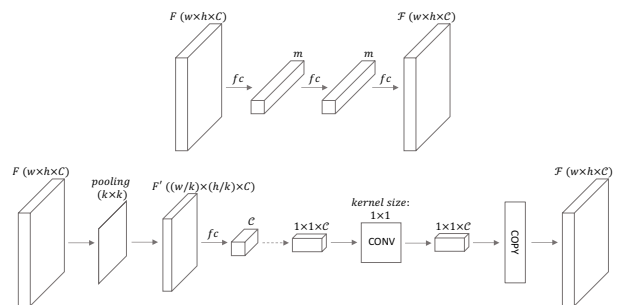 F (w×h×C)
ℱ (w×h×C)
m
m
fc
fc
fc
F (w×h×C)
pooling
(k×k)
F′ ((w/k)×(h/k)×C)
fc
C
1×1×C
kernel size:
1×1
CONV
1×1×C
COPY
ℱ (w×h×C)